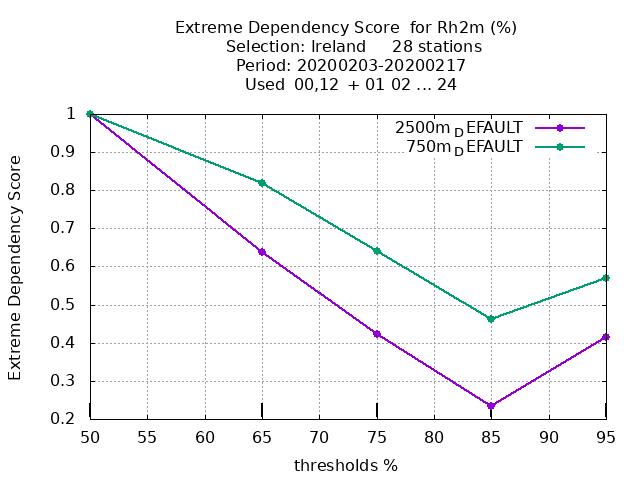 Extreme Dependency Score  for Rh2m (%)
Selection: Ireland     28 stations
Period: 20200203-20200217
Used  00,12  + 01 02 ... 24
Extreme Dependency Score
1
0.9
0.8
0.7
0.6
0.5
0.4
0.3
0.2
2500m_DEFAULT
750m_DEFAULT
50 55 60 65 70 75 80 85 90 95
thresholds %